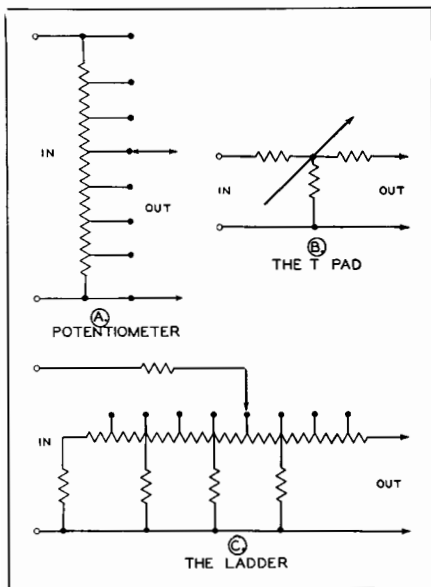 IN
OUT
A.
POTENTIOMETER
IN
OUT
B.
THE T PAD
IN
OUT
C.
THE LADDER